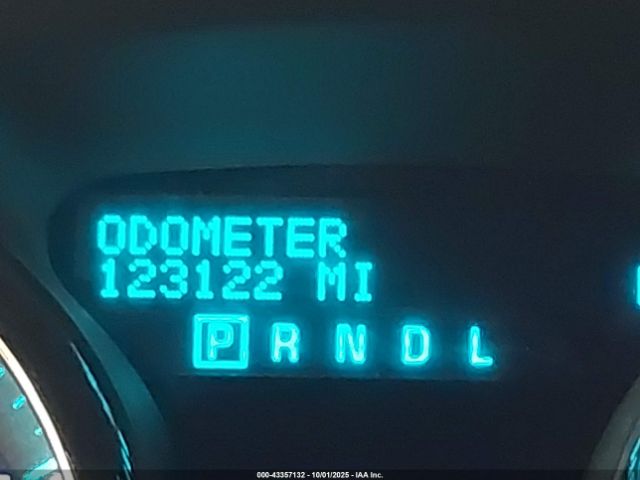 ODOMETER
123122 MI
P R N D L
000-43357132 - 10/01/2025 - IAA Inc.